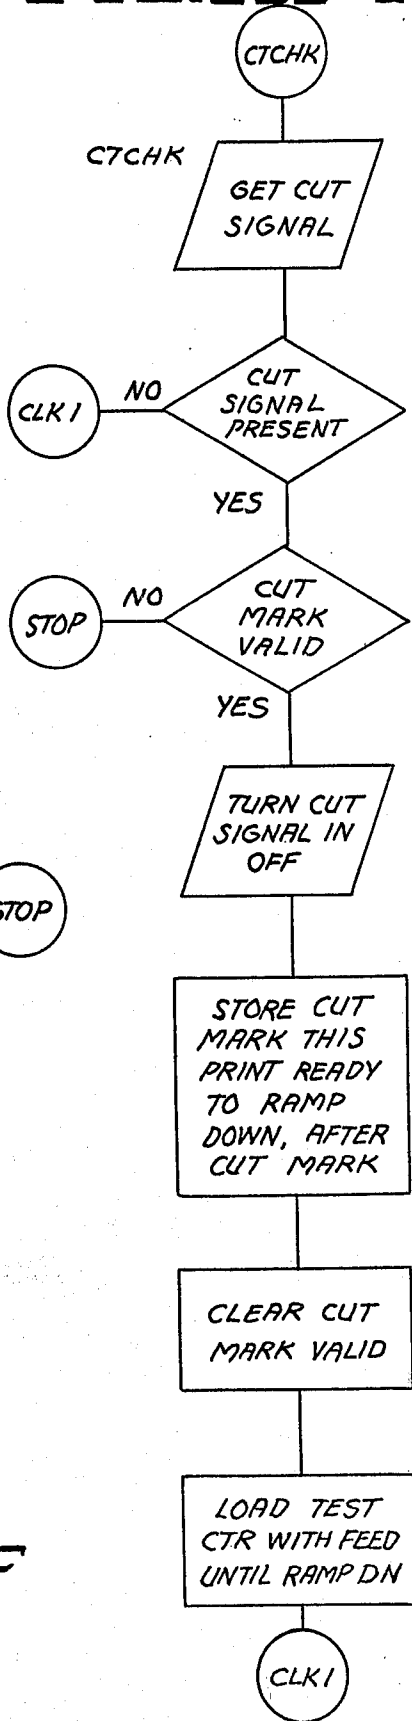 CTCHK
CTCHK
GET CUT
SIGNAL
CUT
SIGNAL
PRESENT
NO
CLK1
YES
CUT
MARK
VALID
NO
STOP
YES
TURN CUT
SIGNAL IN
OFF
STOP
STORE CUT
MARK THIS
PRINT READY
TO RAMP
DOWN, AFTER
CUT MARK
CLEAR CUT
MARK VALID
LOAD TEST
CTR WITH FEED
UNTIL RAMP DN
CLK1